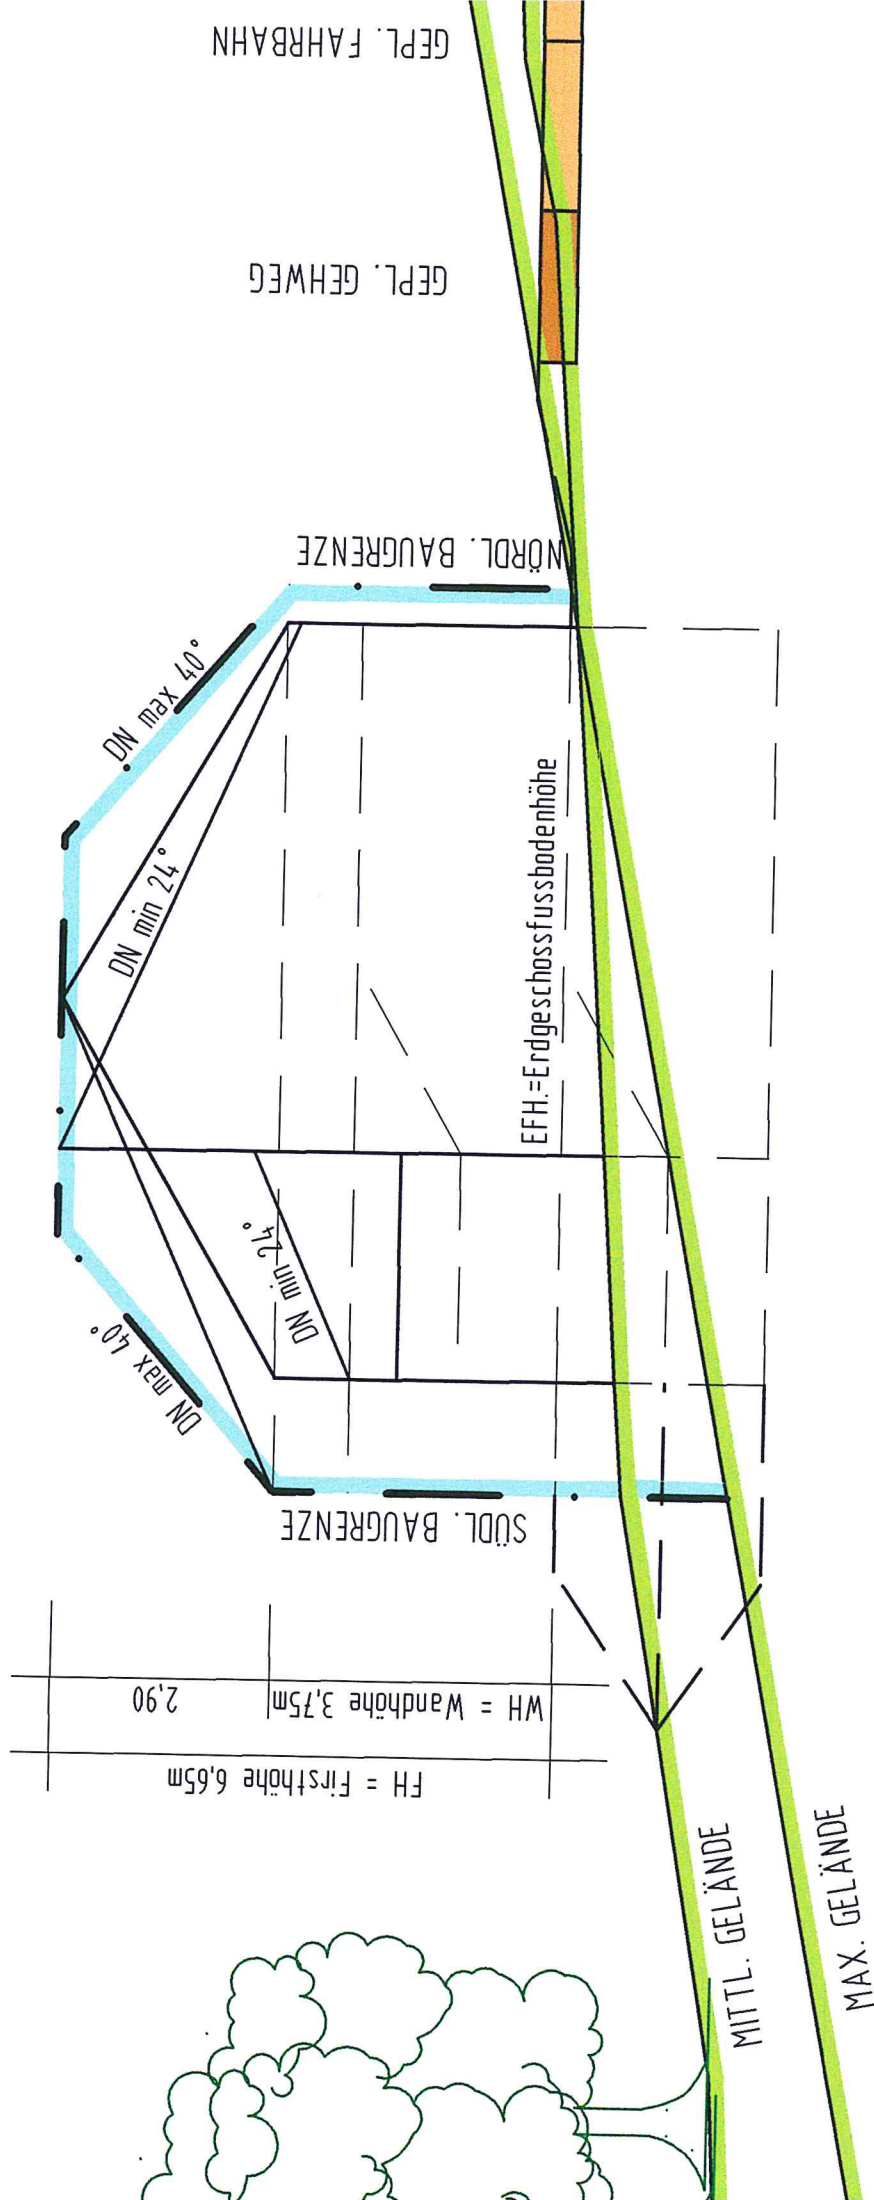 GEPL. FAHRBAHN
GEPL. GEHWEG
NÖRDL. BAUGRENZE
DN max 40°
DN min 24°
EFH.=Erdgeschossfussbodenhöhe
DN min 24°
DN max 40°
SÜDL. BAUGRENZE
WH = Wandhöhe 3,75m
2,90
FH = Firsthöhe 6,65m
MITTL. GELÄNDE
MAX. GELÄNDE